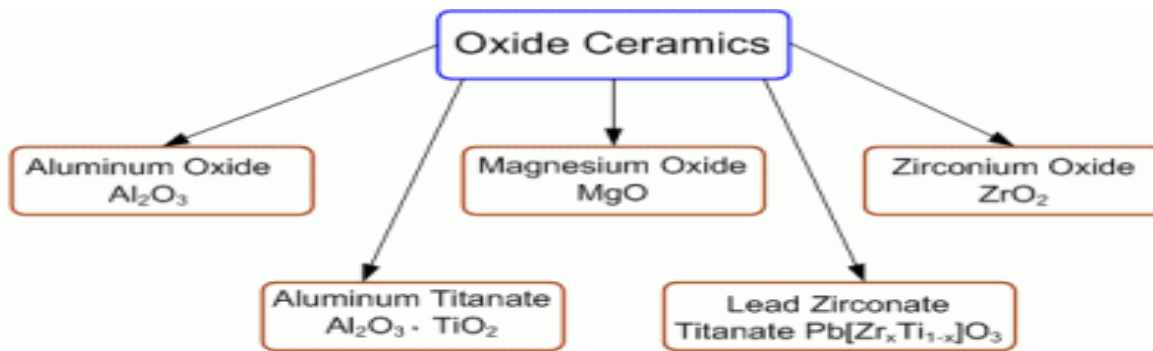 Oxide Ceramics
Aluminum Oxide
Al₂O₃
Magnesium Oxide
MgO
Zirconium Oxide
ZrO₂
Aluminum Titanate
Al₂O₃ · TiO₂
Lead Zirconate
Titanate Pb[ZrₓTi₁₋ₓ]O₃